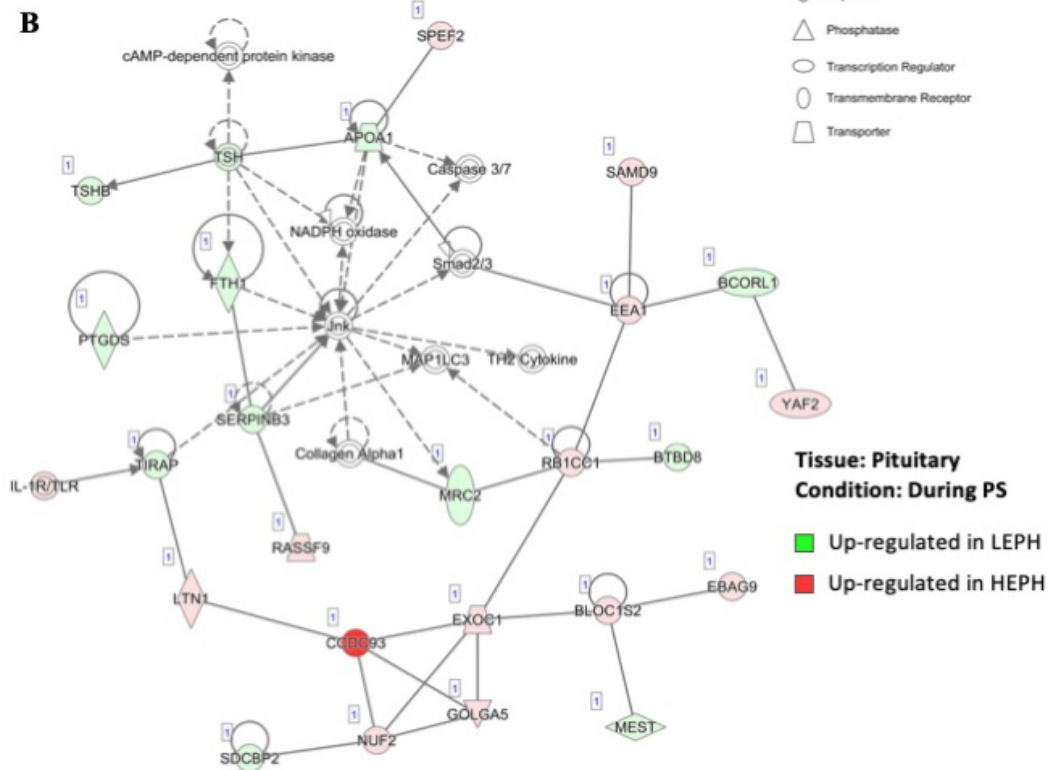 B
Phosphatase
Transcription Regulator
Transmembrane Receptor
Transporter
1
SPEF2
cAMP-dependent protein kinase
1
APOA1
TSH
Caspase 3/7
1
SAMD9
1
TSHB
NADPH oxidase
1
FTH1
Smad2/3
1
BCORL1
1
EEA1
1
PTGDS
Jnk
MAP1LC3
TH2 Cytokine
1
YAF2
1
SERPINB3
1
TIRAP
Collagen Alpha1
1
MRC2
1
RB1CC1
1
BTBD8
IL-1R/TLR
Tissue: Pituitary
Condition: During PS
Up-regulated in LEPH
Up-regulated in HEPH
1
RASSF9
1
LTN1
1
CCDC93
1
EXOC1
1
BLOC1S2
1
EBAG9
1
GOLGA5
1
NUF2
1
SDCBP2
1
MEST